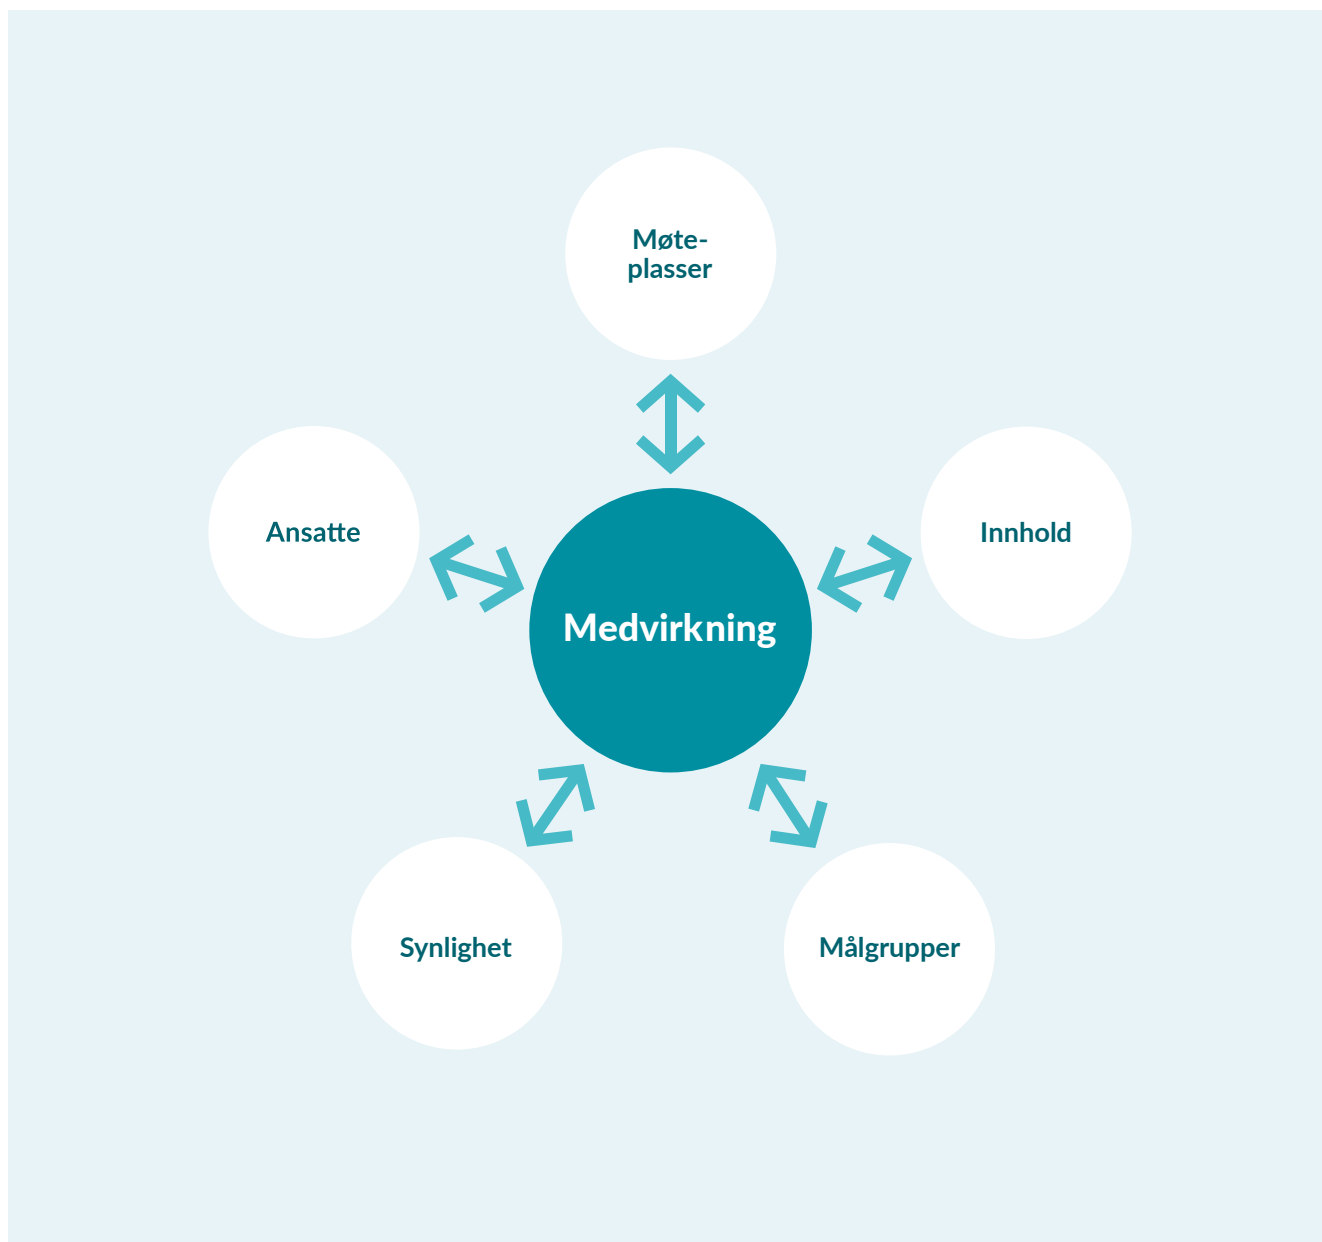 Møte-
plasser
Ansatte
Innhold
Medvirkning
Synlighet
Målgrupper